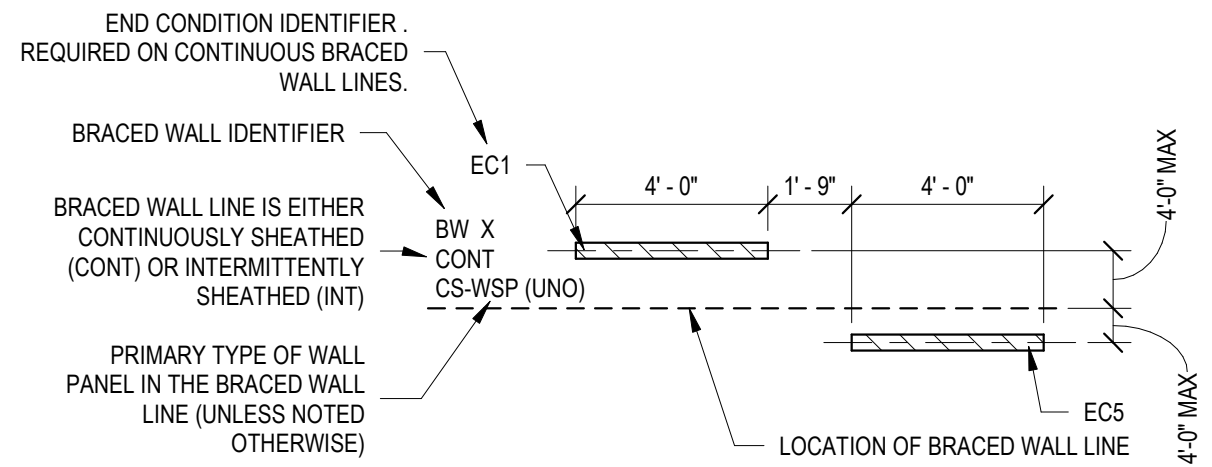 END CONDITION IDENTIFIER .
REQUIRED ON CONTINUOUS BRACED
WALL LINES.
BRACED WALL IDENTIFIER
EC1
4' - 0"
1' - 9"
4' - 0"
4'-0" MAX
BRACED WALL LINE IS EITHER
CONTINUOUSLY SHEATHED
(CONT) OR INTERMITTENTLY
SHEATHED (INT)
BW X
CONT
CS-WSP (UNO)
PRIMARY TYPE OF WALL
PANEL IN THE BRACED WALL
LINE (UNLESS NOTED
OTHERWISE)
EC5
LOCATION OF BRACED WALL LINE
4'-0" MAX